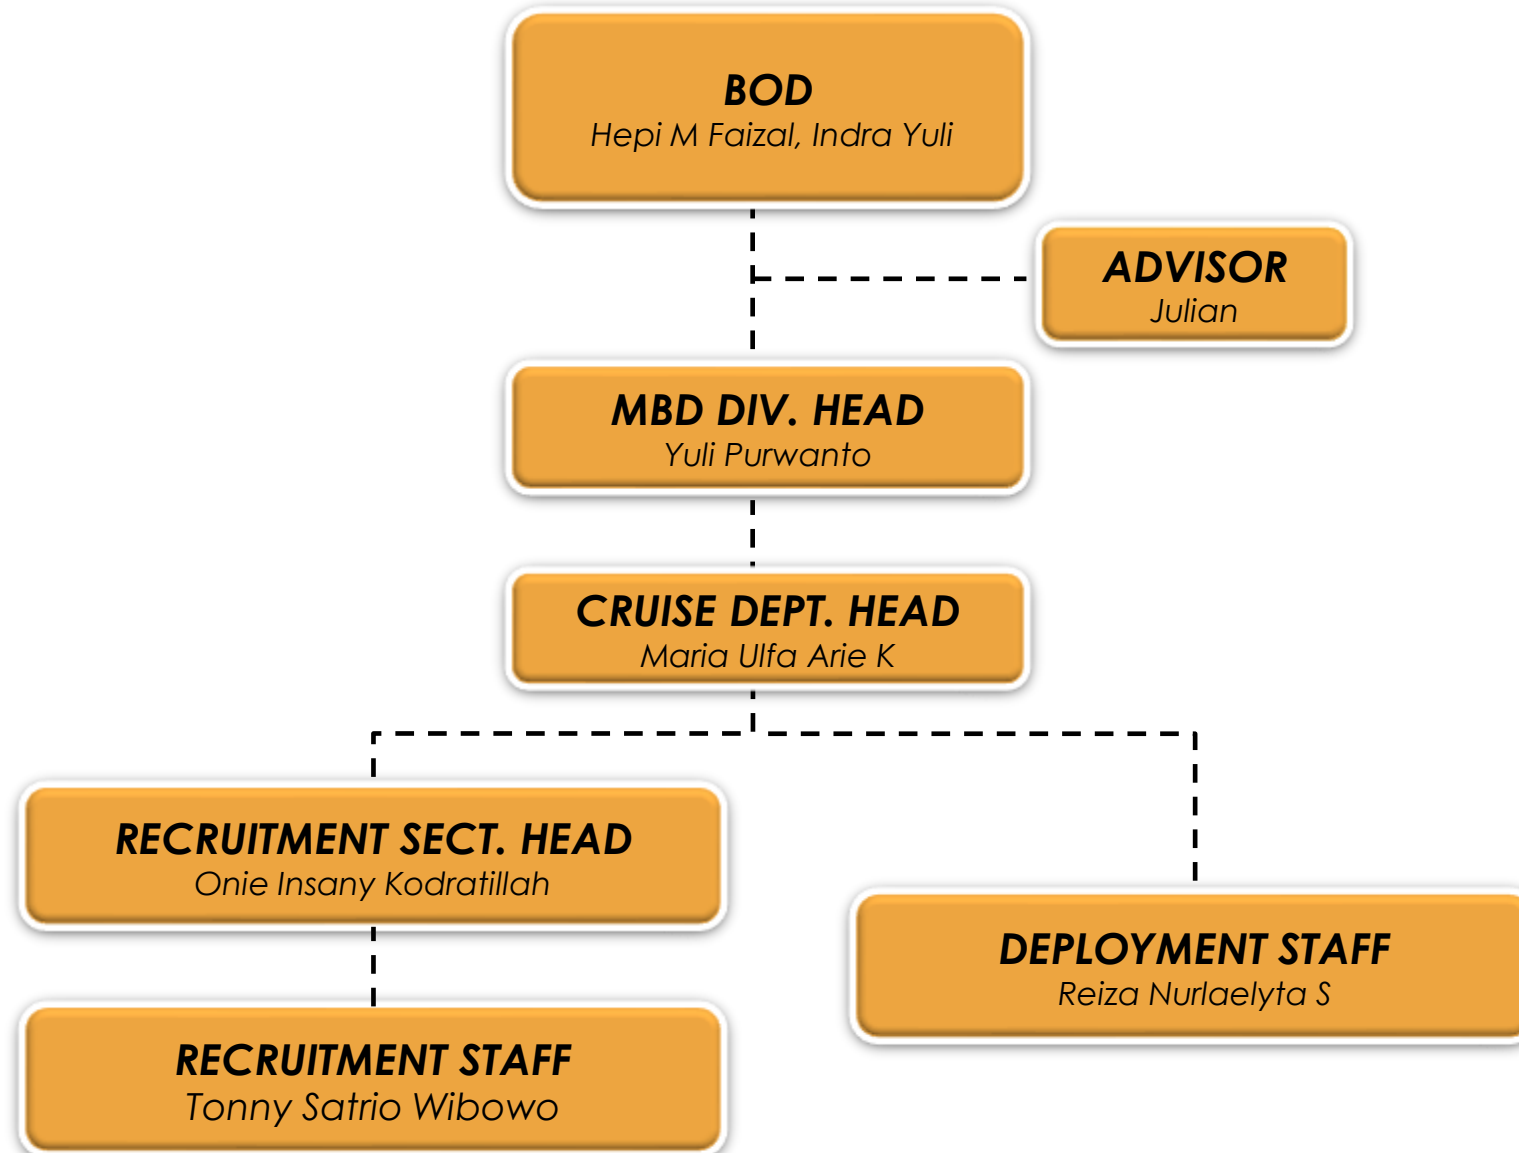 BOD
Hepi M Faizal, Indra Yuli
ADVISOR
Julian
MBD DIV. HEAD
Yuli Purwanto
CRUISE DEPT. HEAD
Maria Ulfa Arie K
RECRUITMENT SECT. HEAD
Onie Insany Kodratillah
DEPLOYMENT STAFF
Reiza Nurlaelyta S
RECRUITMENT STAFF
Tonny Satrio Wibowo